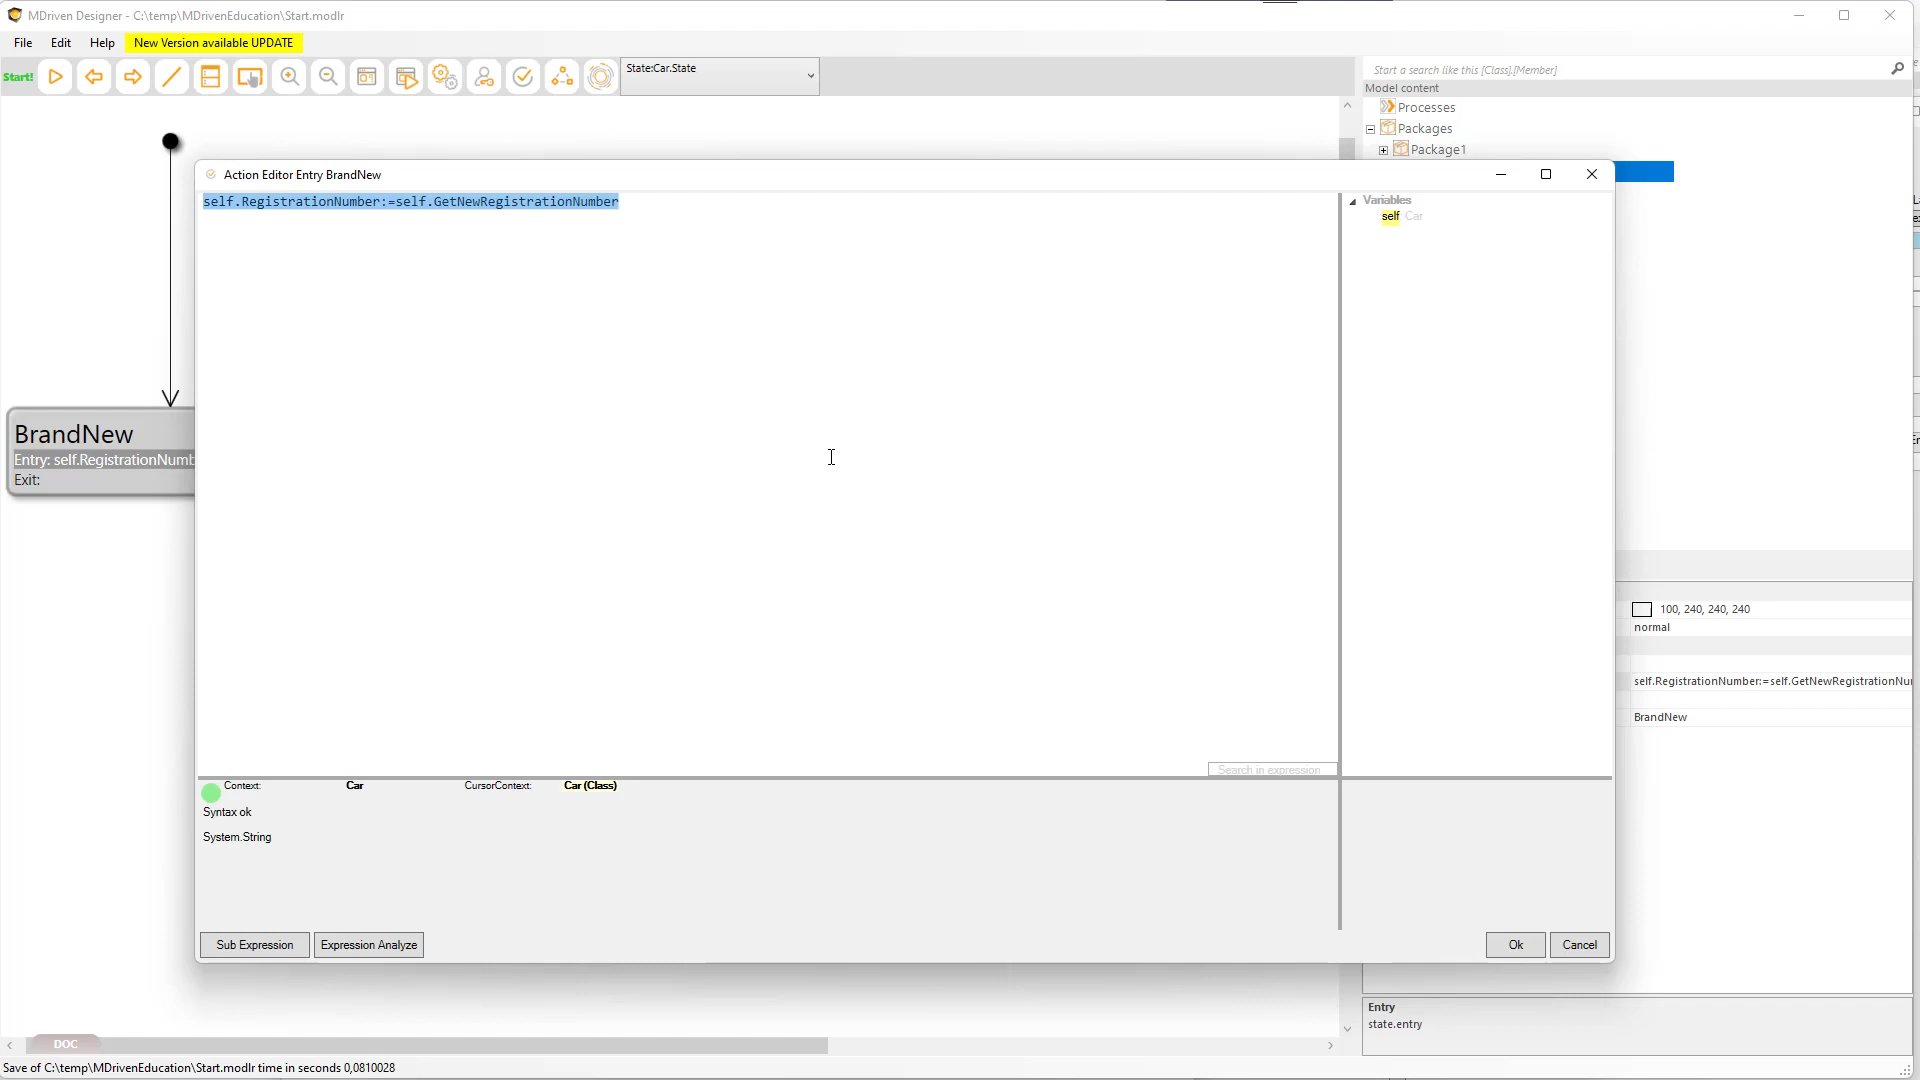 MDriven Designer - C:\temp\MDrivenEducation\Start.modlr
File Edit Help New Version available UPDATE
Start!
State:Car.State
Start a search like this [Class].[Member]
Model content
Processes
Packages
Package1
Action Editor Entry BrandNew
self.RegistrationNumber:=self.GetNewRegistrationNumber
Variables
self Car
BrandNew
Entry: self.RegistrationNumb
Exit:
100, 240, 240, 240
normal
self.RegistrationNumber:=self.GetNewRegistrationNu
BrandNew
Search in expression
Context: Car CursorContext: Car (Class)
Syntax ok
System.String
Sub Expression Expression Analyze Ok Cancel
Entry
state.entry
DOC
Save of C:\temp\MDrivenEducation\Start.modlr time in seconds 0,0810028